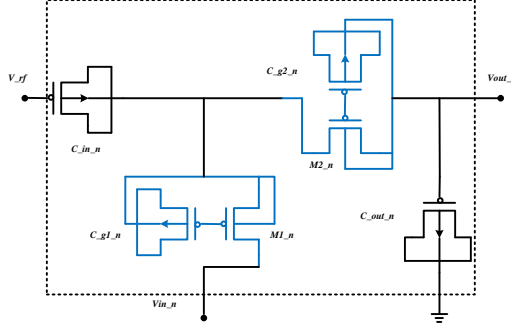 C_g2_n
V_rf
Vout_
C_in_n
M2_n
C_out_n
C_g1_n
M1_n
Vin_n